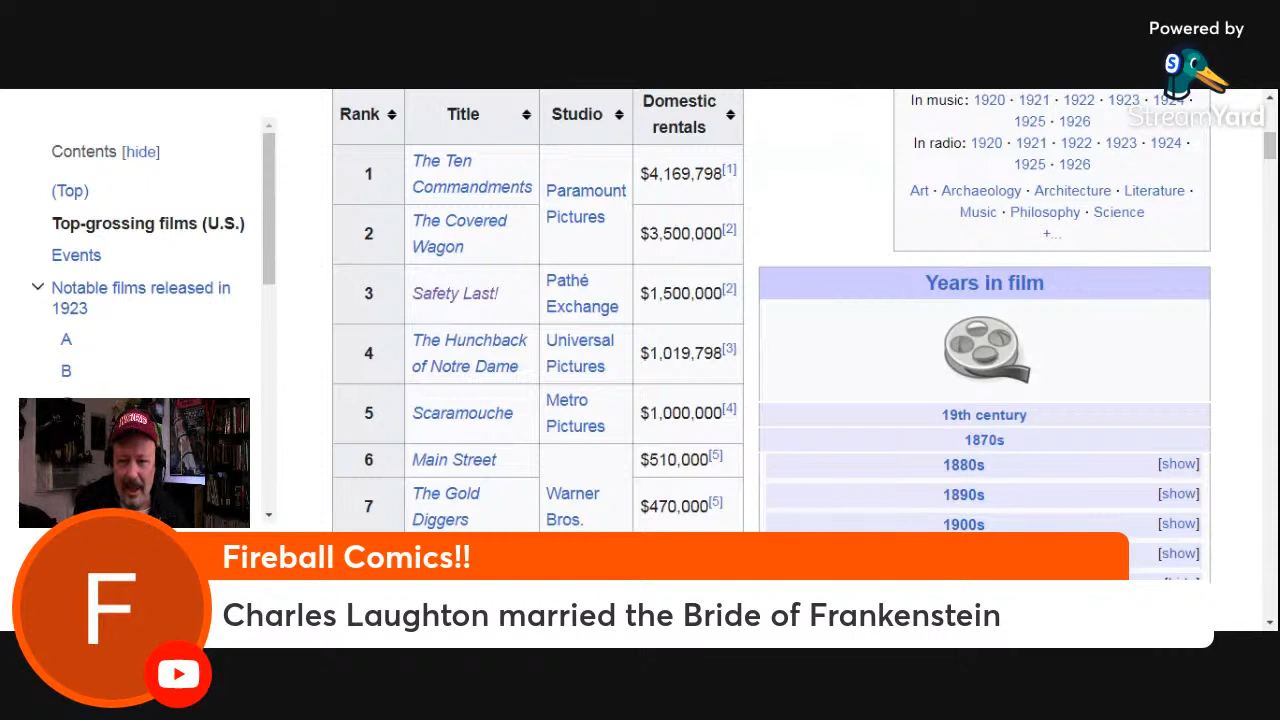 Powered by
StreamYard
Contents [hide]
(Top)
Top-grossing films (U.S.)
Events
Notable films released in
1923
A
B
Rank
Title
Studio
Domestic
rentals
1
The Ten
Commandments
Paramount
Pictures
$4,169,798[1]
2
The Covered
Wagon
$3,500,000[2]
3
Safety Last!
Pathé
Exchange
$1,500,000[2]
4
The Hunchback
of Notre Dame
Universal
Pictures
$1,019,798[3]
5
Scaramouche
Metro
Pictures
$1,000,000[4]
6
Main Street
$510,000[5]
7
The Gold
Diggers
Warner
Bros.
$470,000[5]
In music: 1920 · 1921 · 1922 · 1923 · 1924 ·
1925 · 1926
In radio: 1920 · 1921 · 1922 · 1923 · 1924 ·
1925 · 1926
Art · Archaeology · Architecture · Literature ·
Music · Philosophy · Science
+...
Years in film
19th century
1870s
1880s [show]
1890s [show]
1900s [show]
[show]
F
Fireball Comics!!
Charles Laughton married the Bride of Frankenstein